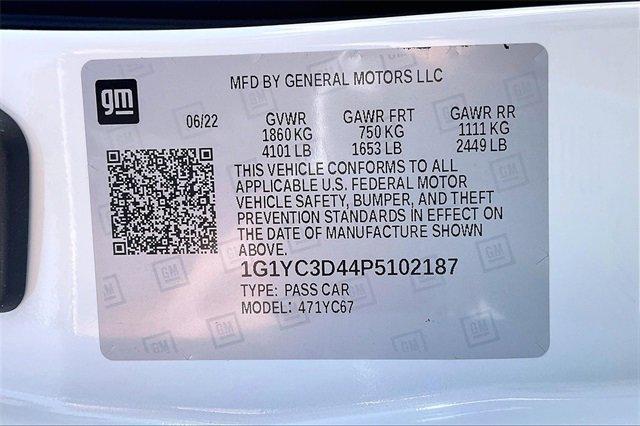 gm
MFD BY GENERAL MOTORS LLC
06/22 GVWR GAWR FRT GAWR RR
1860 KG 750 KG 1111 KG
4101 LB 1653 LB 2449 LB
THIS VEHICLE CONFORMS TO ALL
APPLICABLE U.S. FEDERAL MOTOR
VEHICLE SAFETY, BUMPER, AND THEFT
PREVENTION STANDARDS IN EFFECT ON
THE DATE OF MANUFACTURE SHOWN
ABOVE.
1G1YC3D44P5102187
TYPE: PASS CAR
MODEL: 471YC67